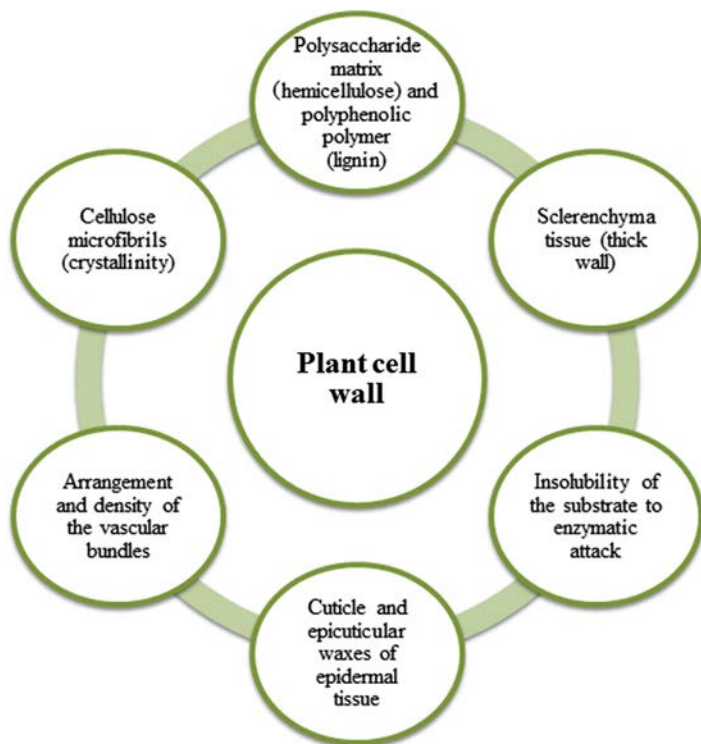 Polysaccharide
matrix
(hemicellulose) and
polyphenolic
polymer
(lignin)
Cellulose
microfibrils
(crystallinity)
Sclerenchyma
tissue (thick
wall)
Plant cell
wall
Arrangement
and density of
the vascular
bundles
Insolubility of
the substrate to
enzymatic
attack
Cuticle and
epicuticular
waxes of
epidermal
tissue